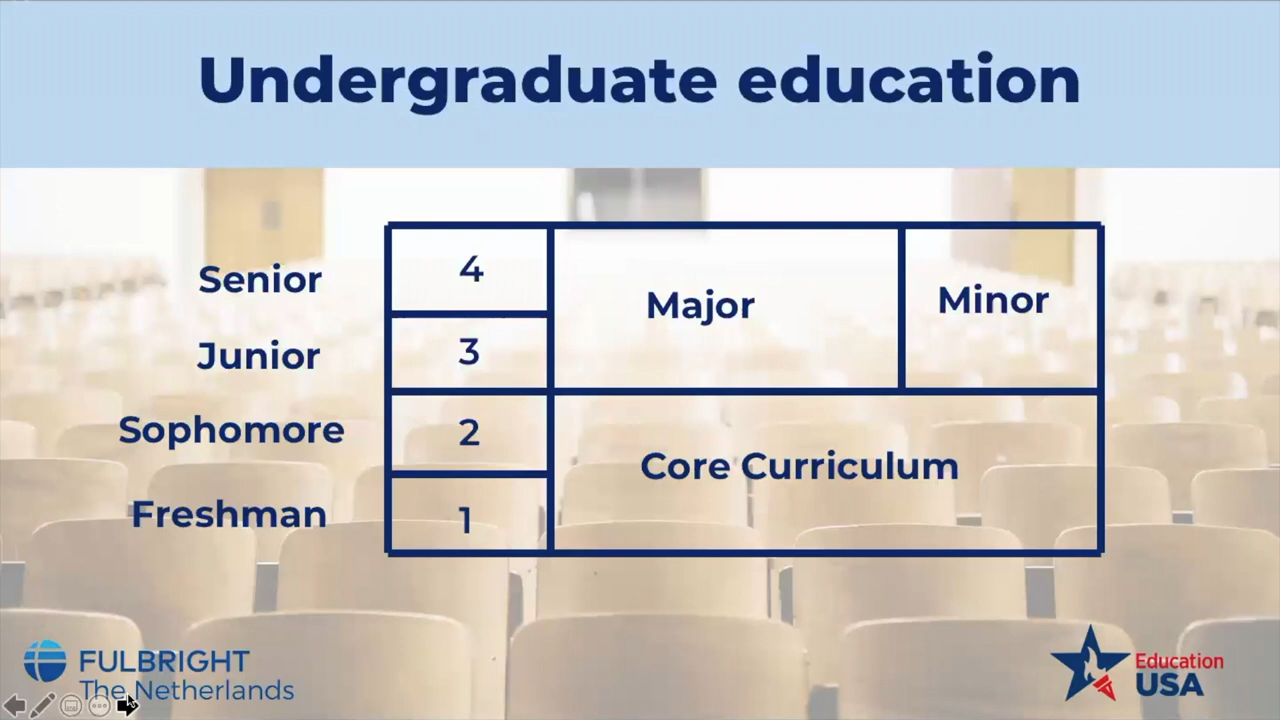 Undergraduate education
Senior
4
Major
Minor
Junior
3
Sophomore
2
Core Curriculum
Freshman
1
FULBRIGHT
The Netherlands
Education
USA